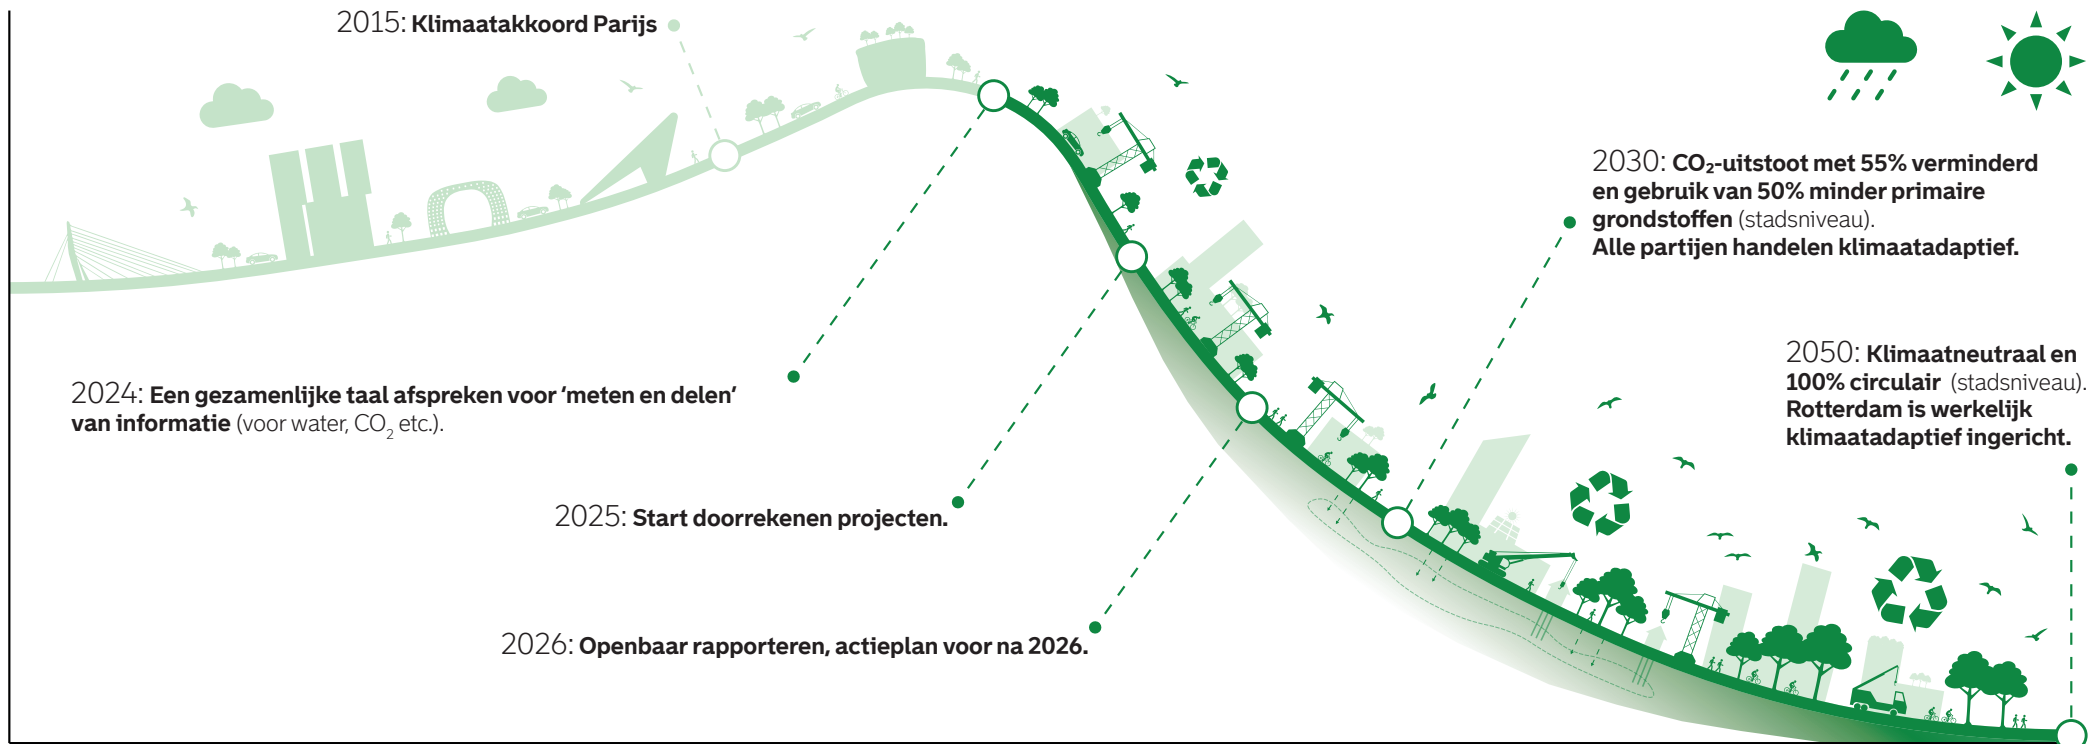 2015: Klimaatakkoord Parijs
2024: Een gezamenlijke taal afspreken voor ‘meten en delen’
van informatie (voor water, CO₂ etc.).
2025: Start doorrekenen projecten.
2026: Openbaar rapporteren, actieplan voor na 2026.
2030: CO₂-uitstoot met 55% verminderd
en gebruik van 50% minder primaire
grondstoffen (stadsniveau).
Alle partijen handelen klimaatadaptief.
2050: Klimaatneutraal en
100% circulair (stadsniveau).
Rotterdam is werkelijk
klimaatadaptief ingericht.